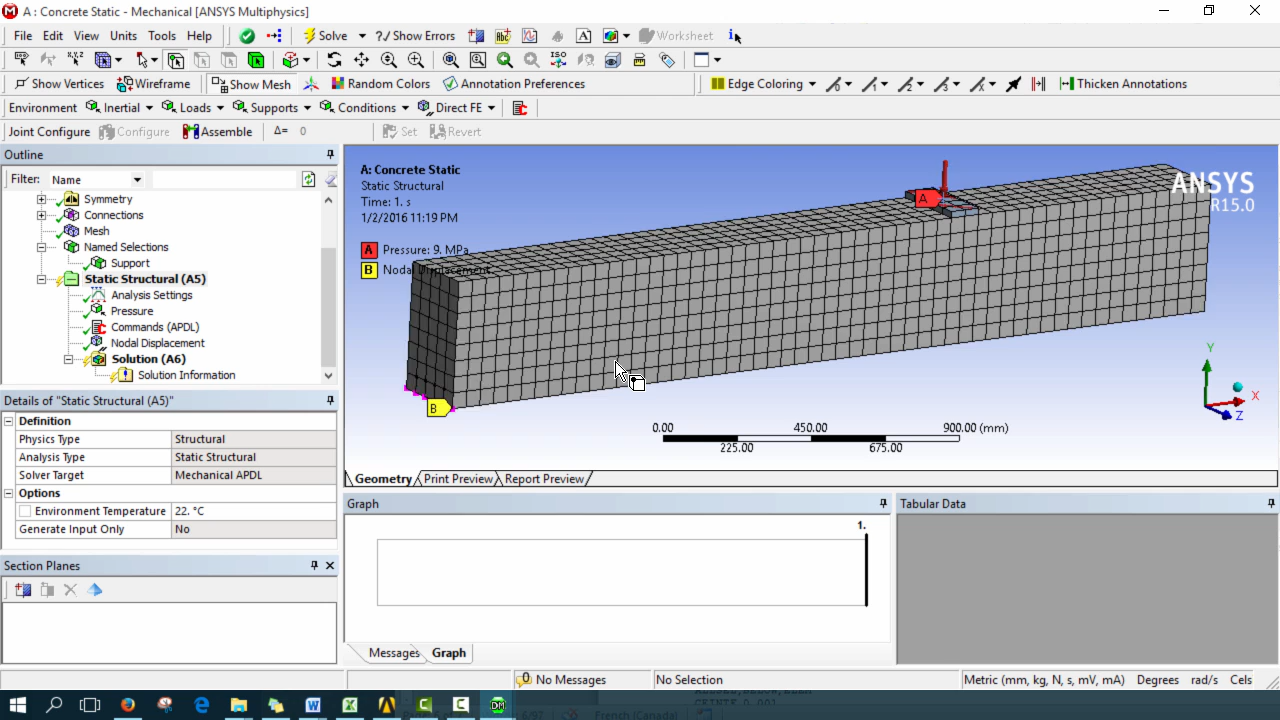 A : Concrete Static - Mechanical [ANSYS Multiphysics]
File Edit View Units Tools Help Solve ?/ Show Errors Worksheet
Show Vertices Wireframe Show Mesh Random Colors Annotation Preferences Edge Coloring Thicken Annotations
Environment Inertial Loads Supports Conditions Direct FE
Joint Configure Configure Assemble Δ= 0 Set Revert
Outline
Filter: Name
Symmetry
Connections
Mesh
Named Selections
Support
Static Structural (A5)
Analysis Settings
Pressure
Commands (APDL)
Nodal Displacement
Solution (A6)
Solution Information
Details of "Static Structural (A5)"
Definition
Physics Type Structural
Analysis Type Static Structural
Solver Target Mechanical APDL
Options
Environment Temperature 22. °C
Generate Input Only No
Section Planes
A: Concrete Static
Static Structural
Time: 1. s
1/2/2016 11:19 PM
A Pressure: 9. MPa
B Nodal Displacement
A
B
ANSYS
R15.0
Y
X
Z
0.00 450.00 900.00 (mm)
225.00 675.00
Geometry Print Preview Report Preview
Graph
1.
Messages Graph
Tabular Data
No Messages No Selection Metric (mm, kg, N, s, mV, mA) Degrees rad/s Cels